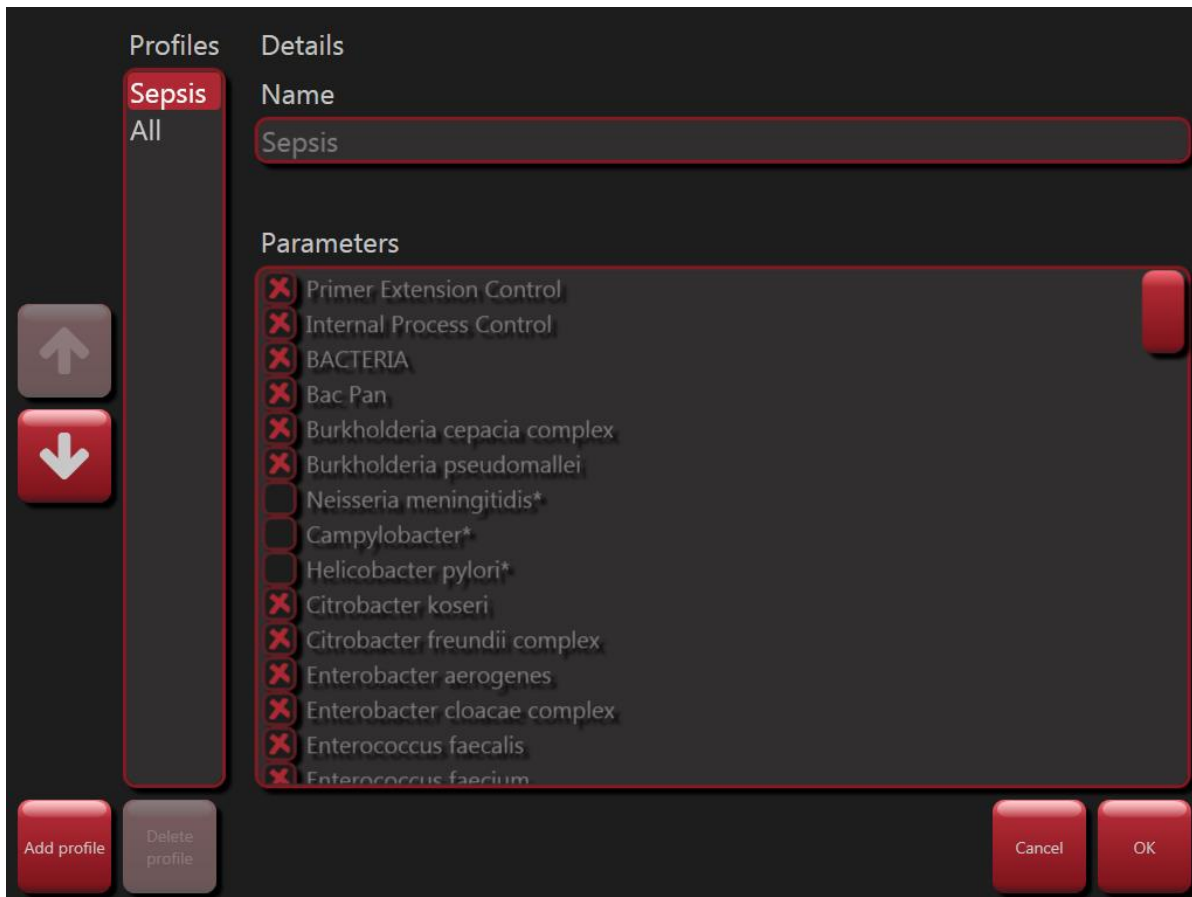 Profiles
Details
Sepsis
All
Name
Sepsis
Parameters
Primer Extension Control
Internal Process Control
BACTERIA
Bac Pan
Burkholderia cepacia complex
Burkholderia pseudomallei
Neisseria meningitidis*
Campylobacter*
Helicobacter pylori*
Citrobacter koseri
Citrobacter freundii complex
Enterobacter aerogenes
Enterobacter cloacae complex
Enterococcus faecalis
Enterococcus faecium
Add profile
Delete
profile
Cancel
OK